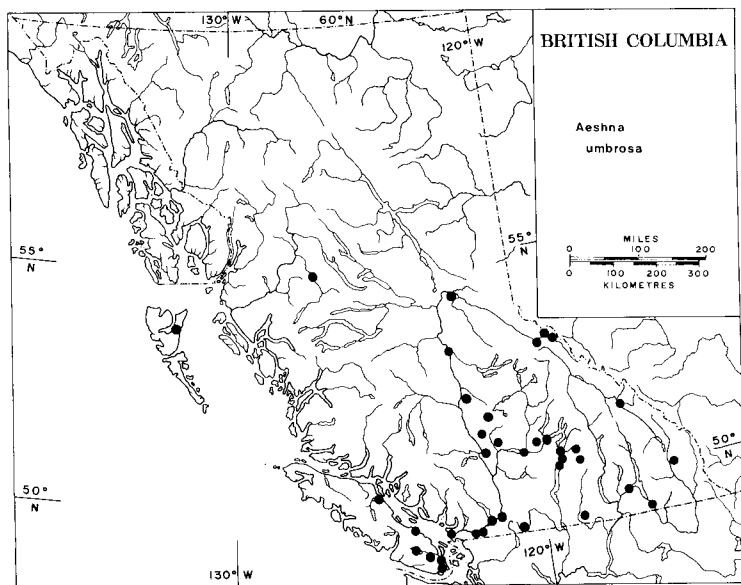 130° W
60° N
120° W
BRITISH COLUMBIA
Aeshna
umbrosa
55°
N
55°
N
MILES
0 100 200
0 100 200 300
KILOMETRES
50°
N
50°
N
130° W
120° W